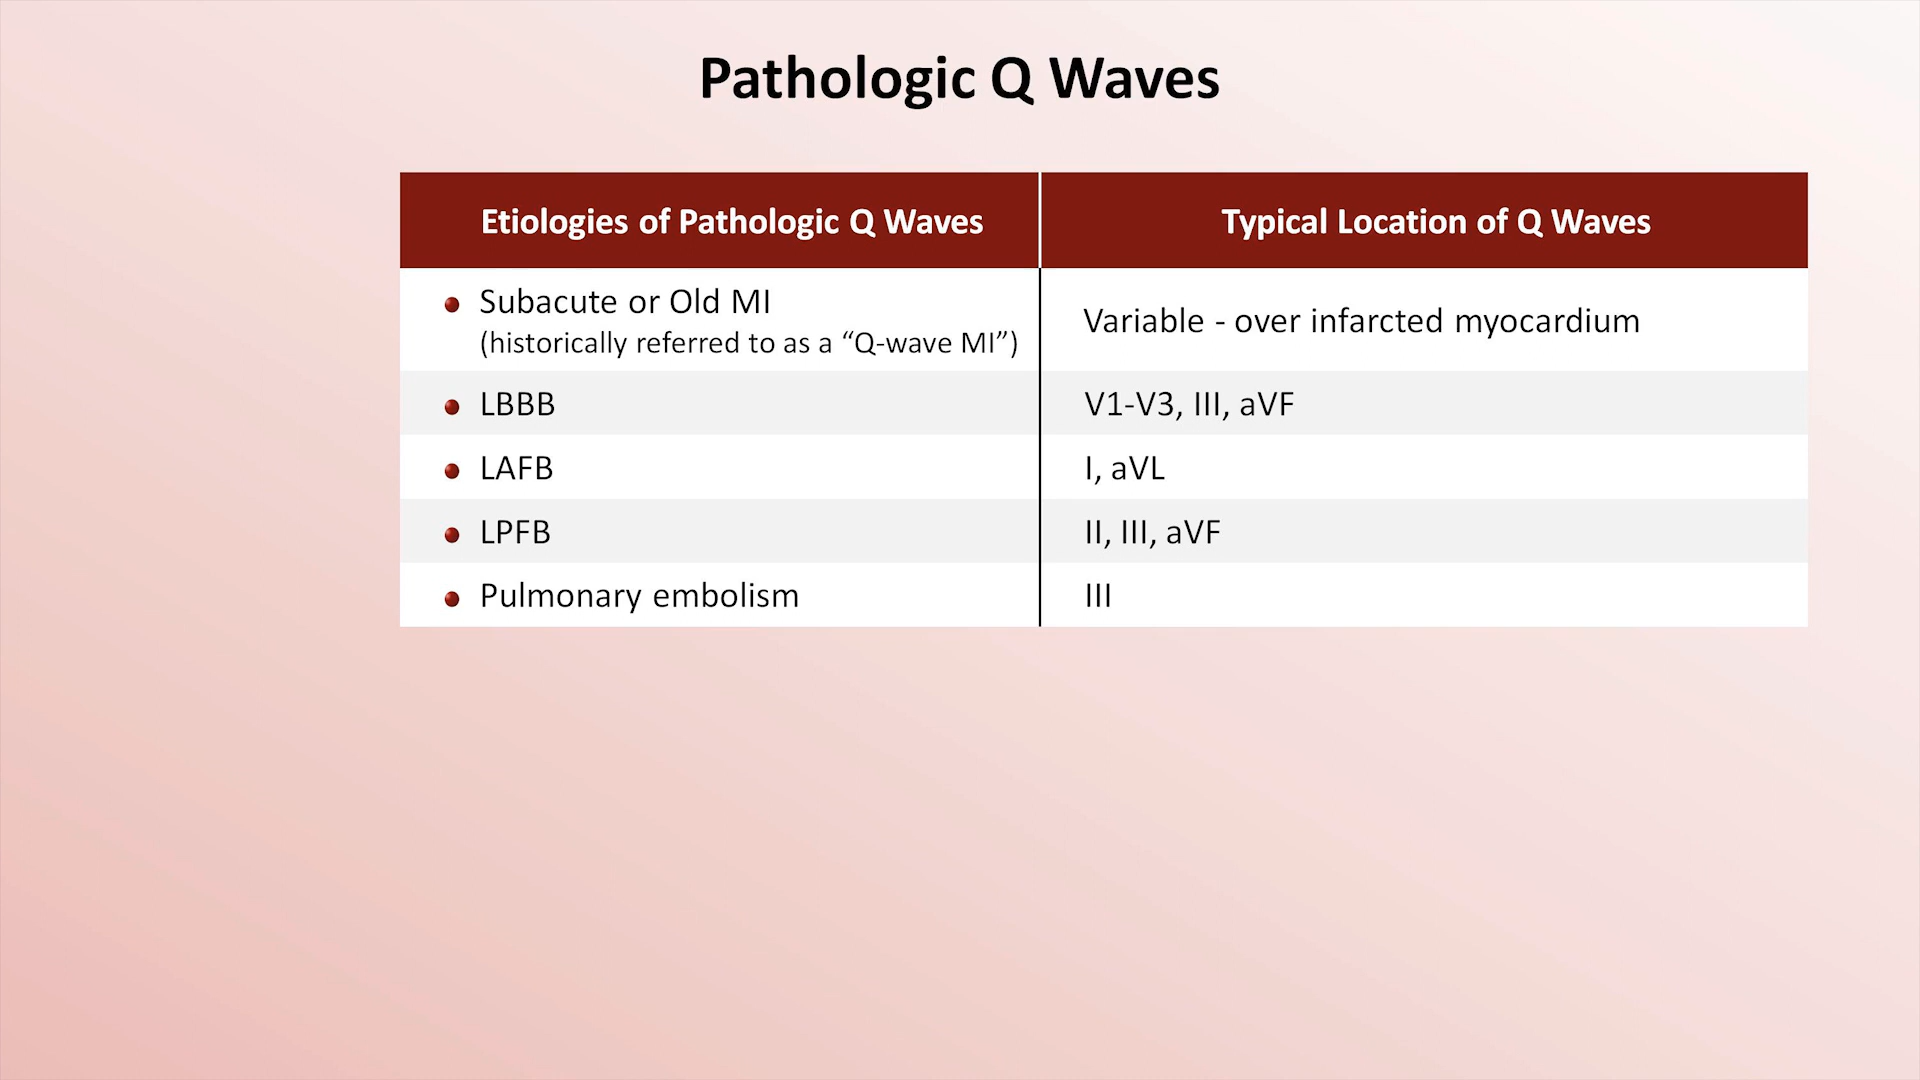 Pathologic Q Waves
Etiologies of Pathologic Q Waves
Typical Location of Q Waves
Subacute or Old MI
(historically referred to as a “Q-wave MI”)
Variable - over infarcted myocardium
LBBB
V1-V3, III, aVF
LAFB
I, aVL
LPFB
II, III, aVF
Pulmonary embolism
III